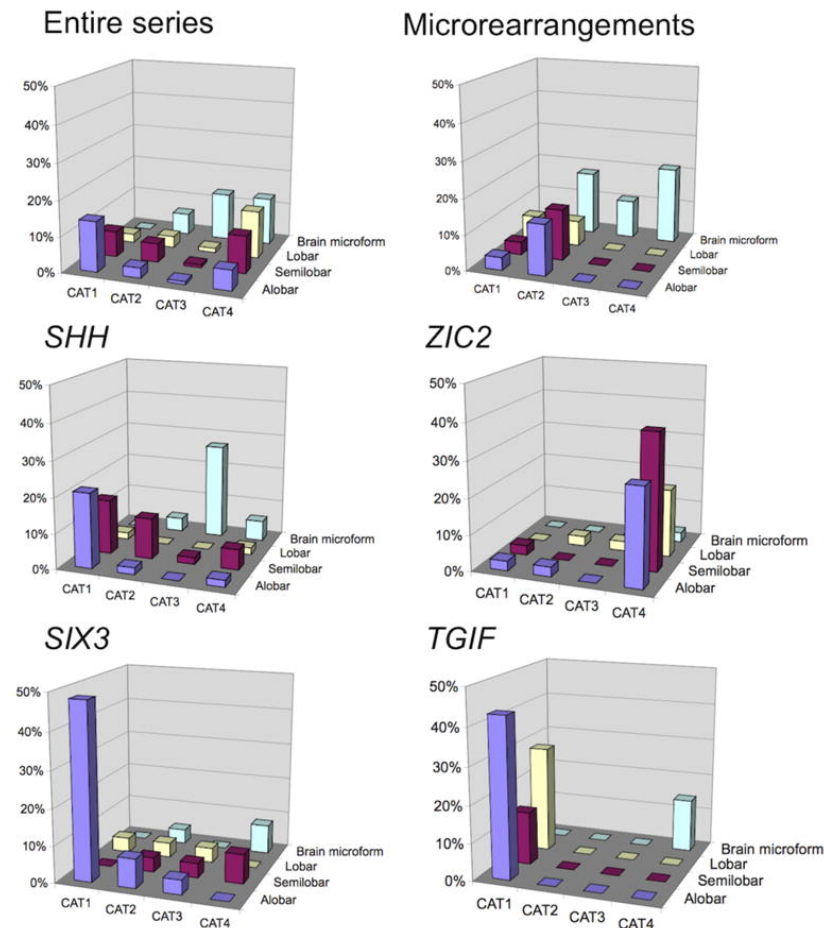 Entire series
50%
40%
30%
20%
10%
0%
CAT1
CAT2
CAT3
CAT4
Brain microform
Lobar
Semilobar
Alobar
Microrearrangements
50%
40%
30%
20%
10%
0%
CAT1
CAT2
CAT3
CAT4
Brain microform
Lobar
Semilobar
Alobar
SHH
50%
40%
30%
20%
10%
0%
CAT1
CAT2
CAT3
CAT4
Brain microform
Lobar
Semilobar
Alobar
ZIC2
50%
40%
30%
20%
10%
0%
CAT1
CAT2
CAT3
CAT4
Brain microform
Lobar
Semilobar
Alobar
SIX3
50%
40%
30%
20%
10%
0%
CAT1
CAT2
CAT3
CAT4
Brain microform
Lobar
Semilobar
Alobar
TGIF
50%
40%
30%
20%
10%
0%
CAT1
CAT2
CAT3
CAT4
Brain microform
Lobar
Semilobar
Alobar